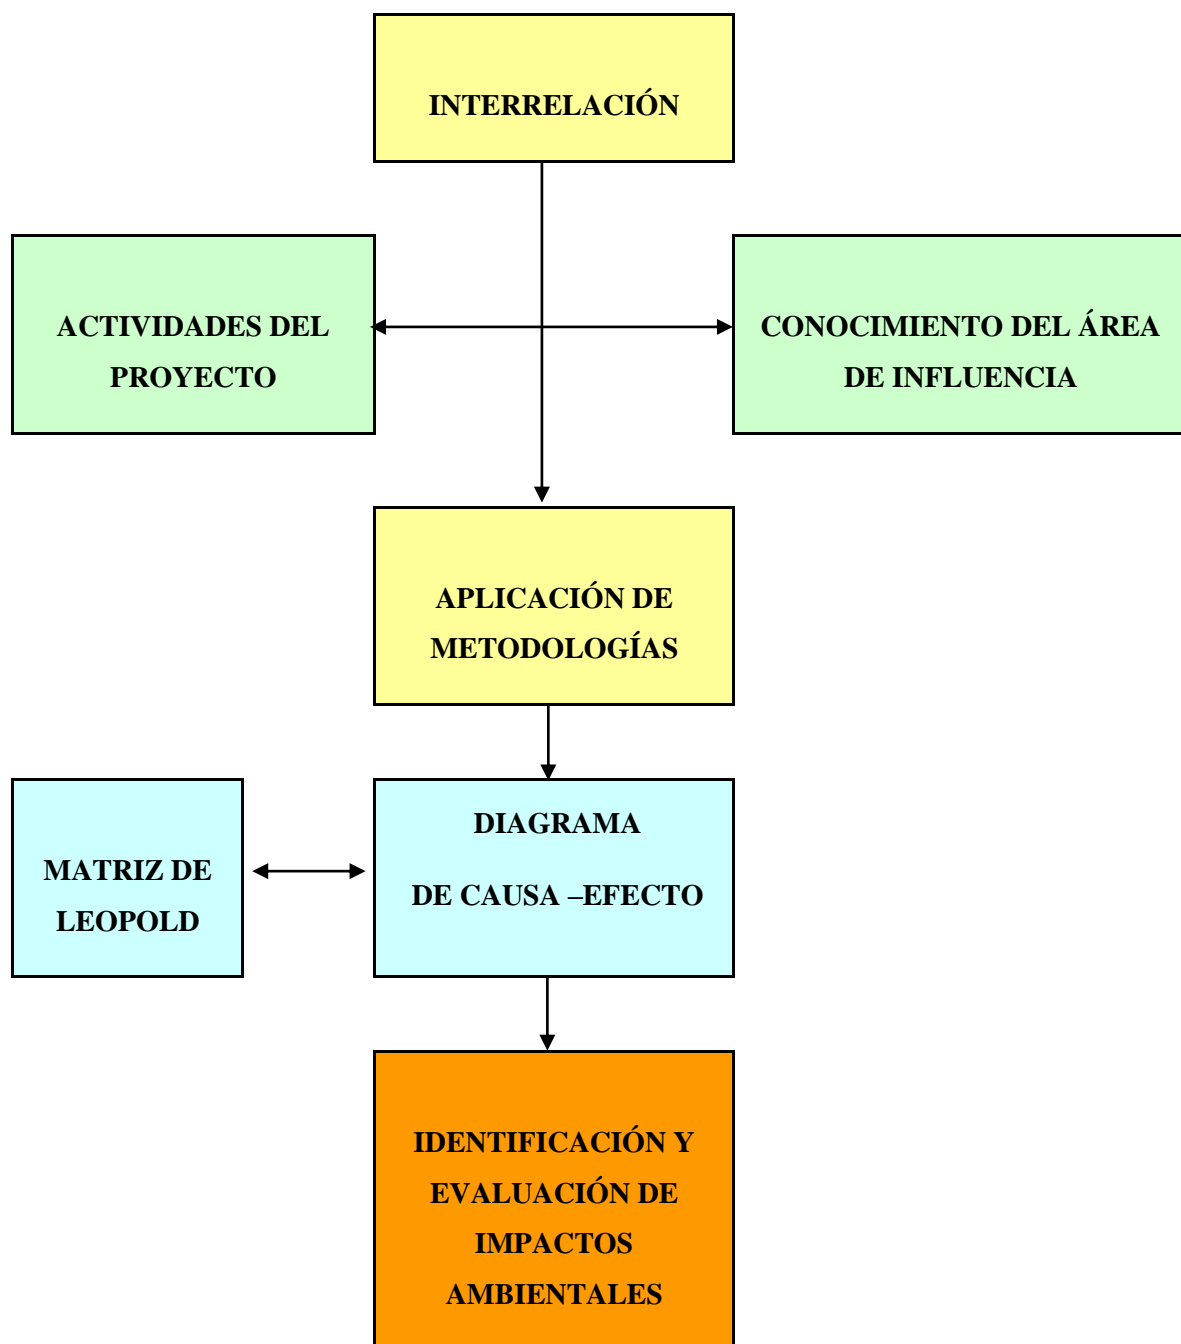 INTERRELACIÓN
ACTIVIDADES DEL
PROYECTO
CONOCIMIENTO DEL ÁREA
DE INFLUENCIA
APLICACIÓN DE
METODOLOGÍAS
MATRIZ DE
LEOPOLD
DIAGRAMA
DE CAUSA –EFECTO
IDENTIFICACIÓN Y
EVALUACIÓN DE
IMPACTOS
AMBIENTALES